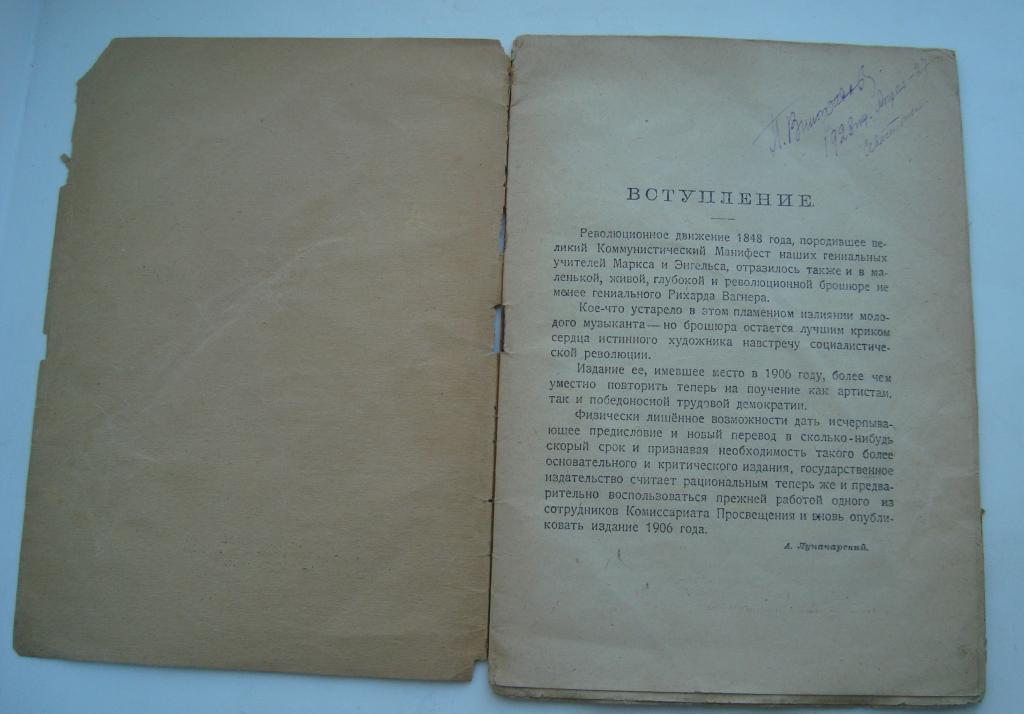 1928
ВСТУПЛЕНИЕ.
Революционное движение 1848 года, породившее ве-
ликий Коммунистический Манифест наших гениальных
учителей Маркса и Энгельса, отразилось также и в ма-
ленькой, живой, глубокой и революционной брошюре не
менее гениального Рихарда Вагнера.
Кое-что устарело в этом пламенном излиянии моло-
дого музыканта — но брошюра остается лучшим криком
сердца истинного художника навстречу социалистиче-
ской революции.
Издание ее, имевшее место в 1906 году, более чем
уместно повторить теперь на поучение как артистам,
так и победоносной трудовой демократии.
Физически лишённое возможности дать исчерпыва-
ющее предисловие и новый перевод в сколько-нибудь
скорый срок и признавая необходимость такого более
основательного и критического издания, государственное
издательство считает рациональным теперь же и предва-
рительно воспользоваться прежней работой одного из
сотрудников Комиссариата Просвещения и вновь опубли-
ковать издание 1906 года.
А. Луначарский.